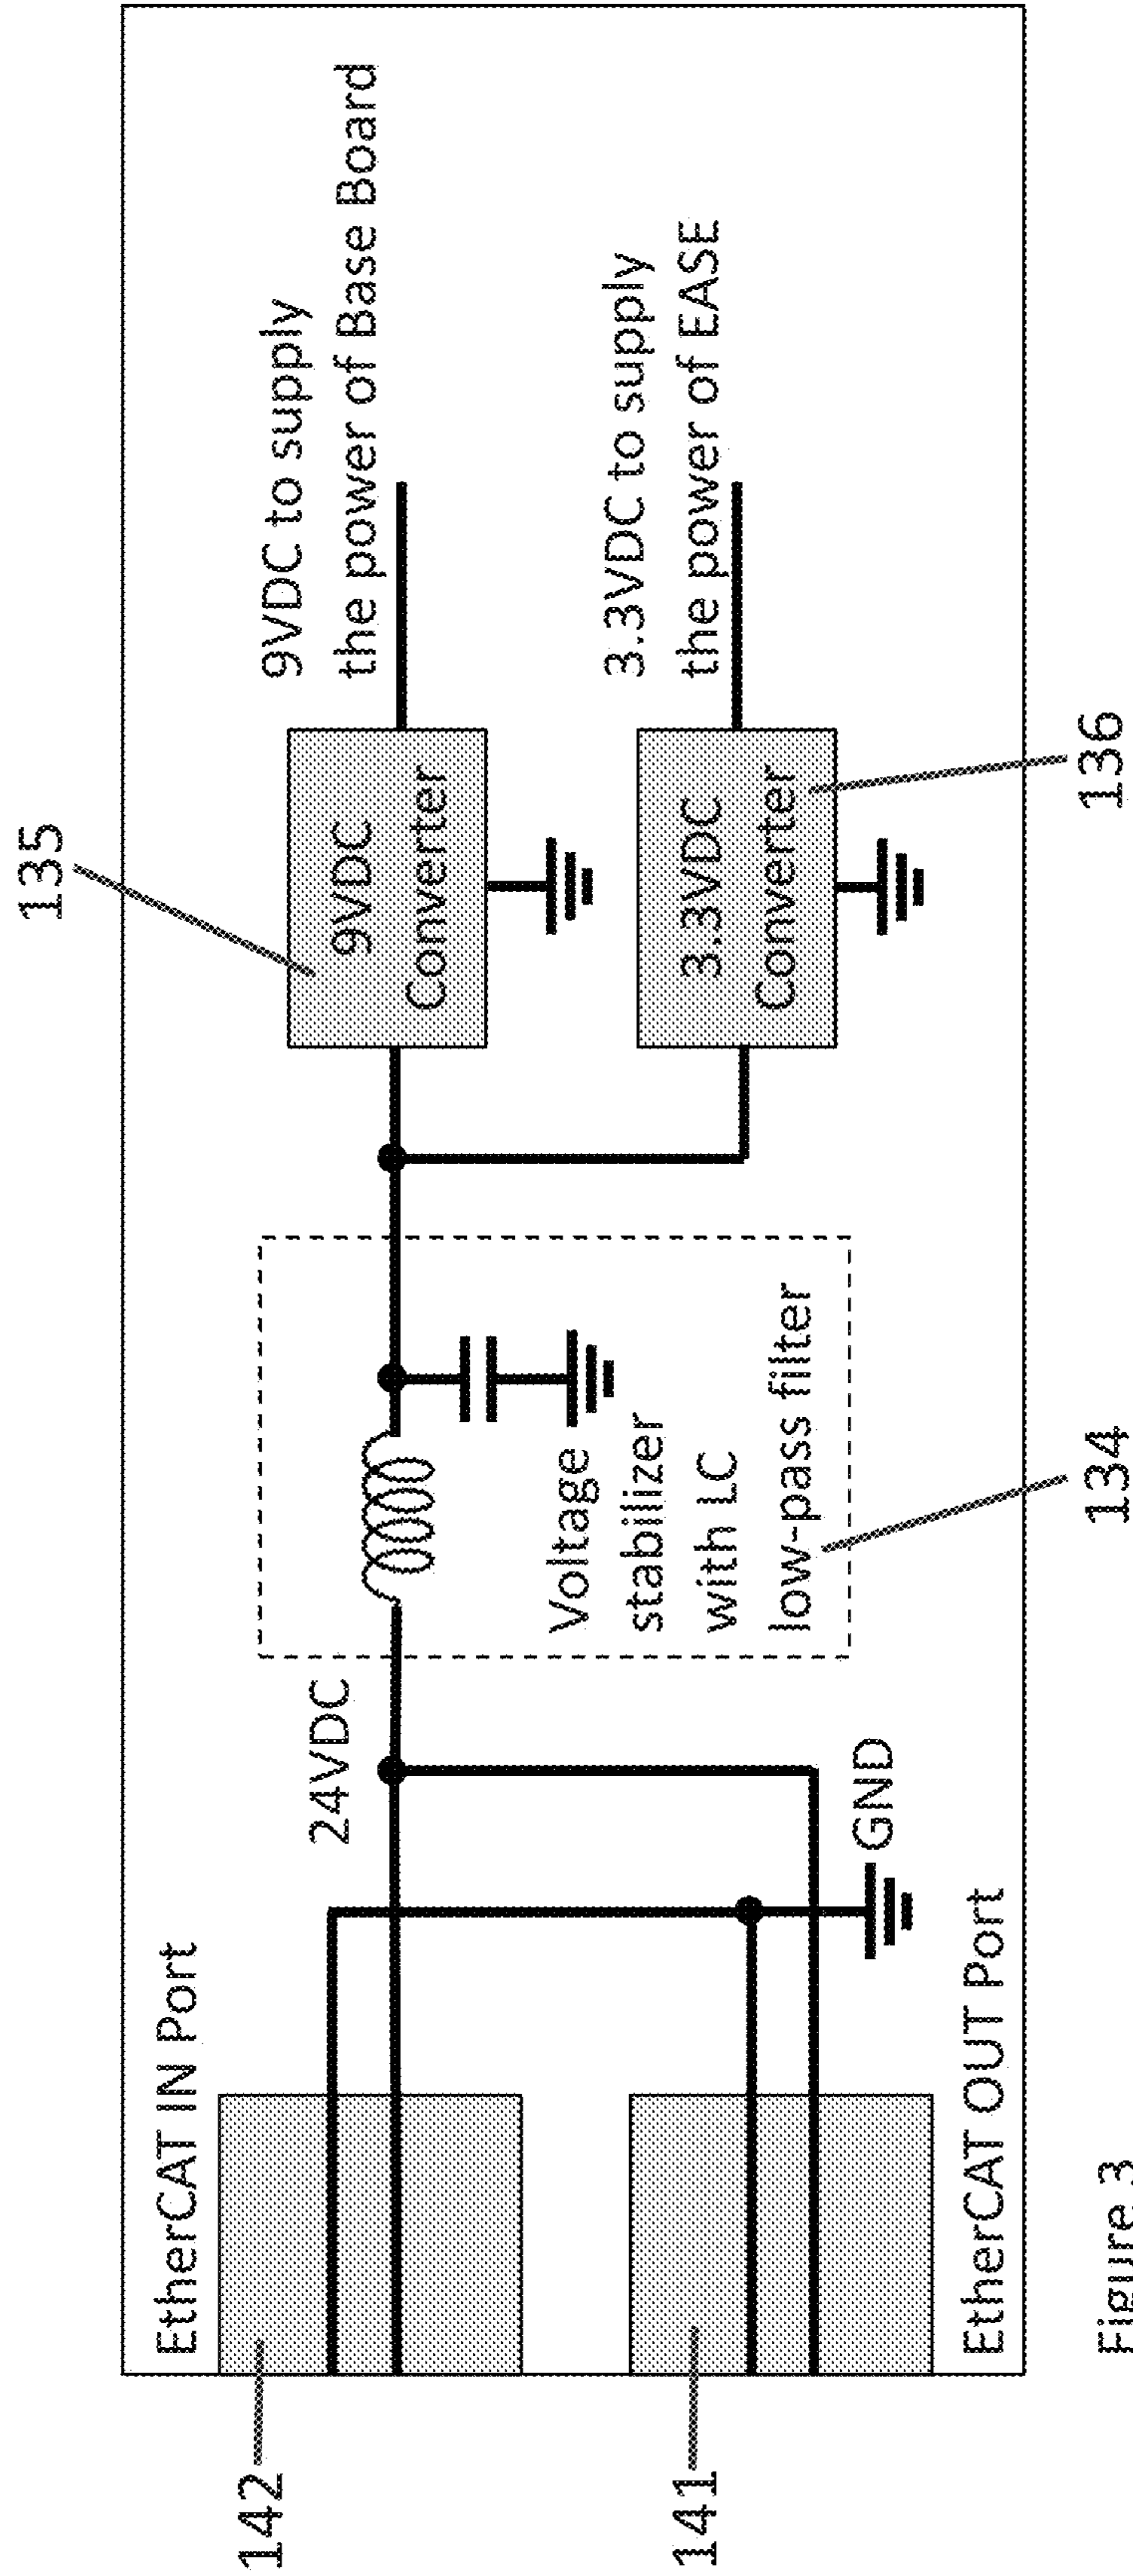 135
9VDC to supply
the power of Base Board
9VDC
Converter
3.3VDC to supply
the power of EASE
3.3VDC
Converter
136
24VDC
Voltage
stabilizer
with LC
low-pass filter
134
EtherCAT IN Port
142
GND
141
EtherCAT OUT Port
Figure 3